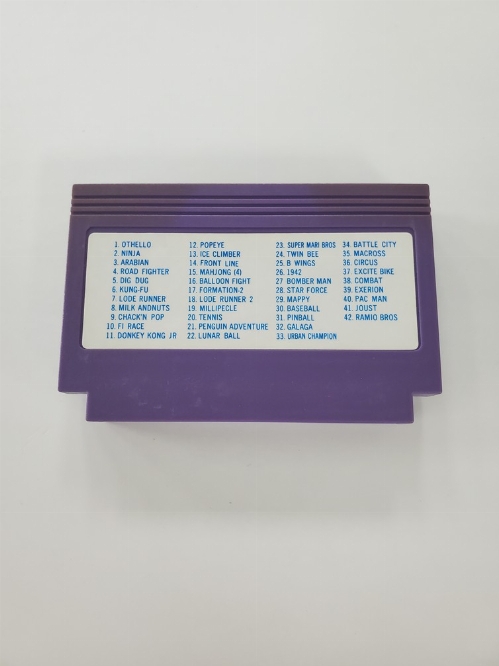 1. OTHELLO
2. NINJA
3. ARABIAN
4. ROAD FIGHTER
5. DIG DUG
6. KUNG-FU
7. LODE RUNNER
8. MILK ANDNUTS
9. CHACK'N POP
10. FI RACE
11. DONKEY KONG JR
12. POPEYE
13. ICE CLIMBER
14. FRONT LINE
15. MAHJONG (4)
16. BALLOON FIGHT
17. FORMATION-2
18. LODE RUNNER 2
19. MILLIPECLE
20. TENNIS
21. PENGUIN ADVENTURE
22. LUNAR BALL
23. SUPER MARI BROS
24. TWIN BEE
25. B WINGS
26. 1942
27. BOMBER MAN
28. STAR FORCE
29. MAPPY
30. BASEBALL
31. PINBALL
32. GALAGA
33. URBAN CHAMPION
34. BATTLE CITY
35. MACROSS
36. CIRCUS
37. EXCITE BIKE
38. COMBAT
39. EXERION
40. PAC MAN
41. JOUST
42. RAMIO BROS